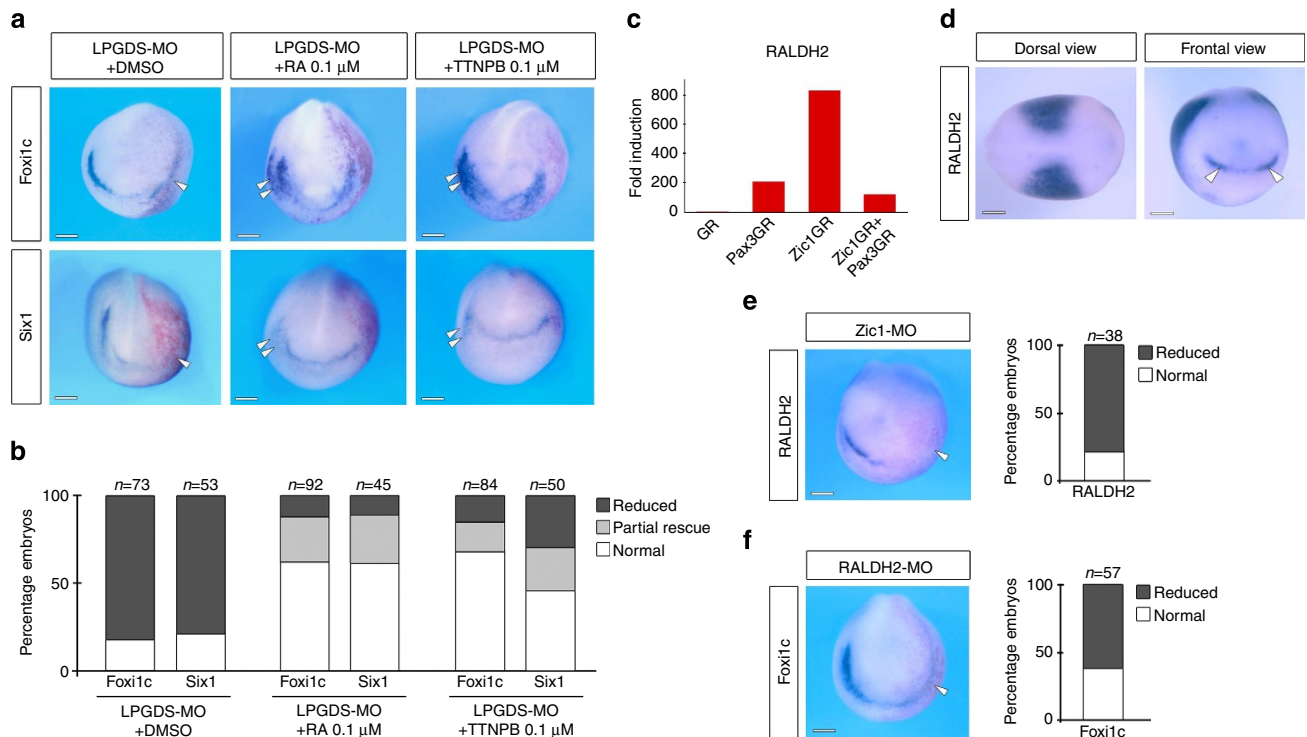 a
LPGDS-MO
+DMSO
LPGDS-MO
+RA 0.1 μM
LPGDS-MO
+TTNPB 0.1 μM
Foxi1c
Six1
b
Percentage embryos
100
50
0
n=73
n=53
n=92
n=45
n=84
n=50
Reduced
Partial rescue
Normal
Foxi1c
Six1
Foxi1c
Six1
Foxi1c
Six1
LPGDS-MO
+DMSO
LPGDS-MO
+RA 0.1 μM
LPGDS-MO
+TTNPB 0.1 μM
c
RALDH2
Fold induction
800
600
400
200
0
GR
Pax3GR
Zic1GR
Zic1GR+
Pax3GR
d
Dorsal view
Frontal view
RALDH2
e
Zic1-MO
RALDH2
Percentage embryos
100
50
0
n=38
Reduced
Normal
RALDH2
f
RALDH2-MO
Foxi1c
Percentage embryos
100
50
0
n=57
Reduced
Normal
Foxi1c